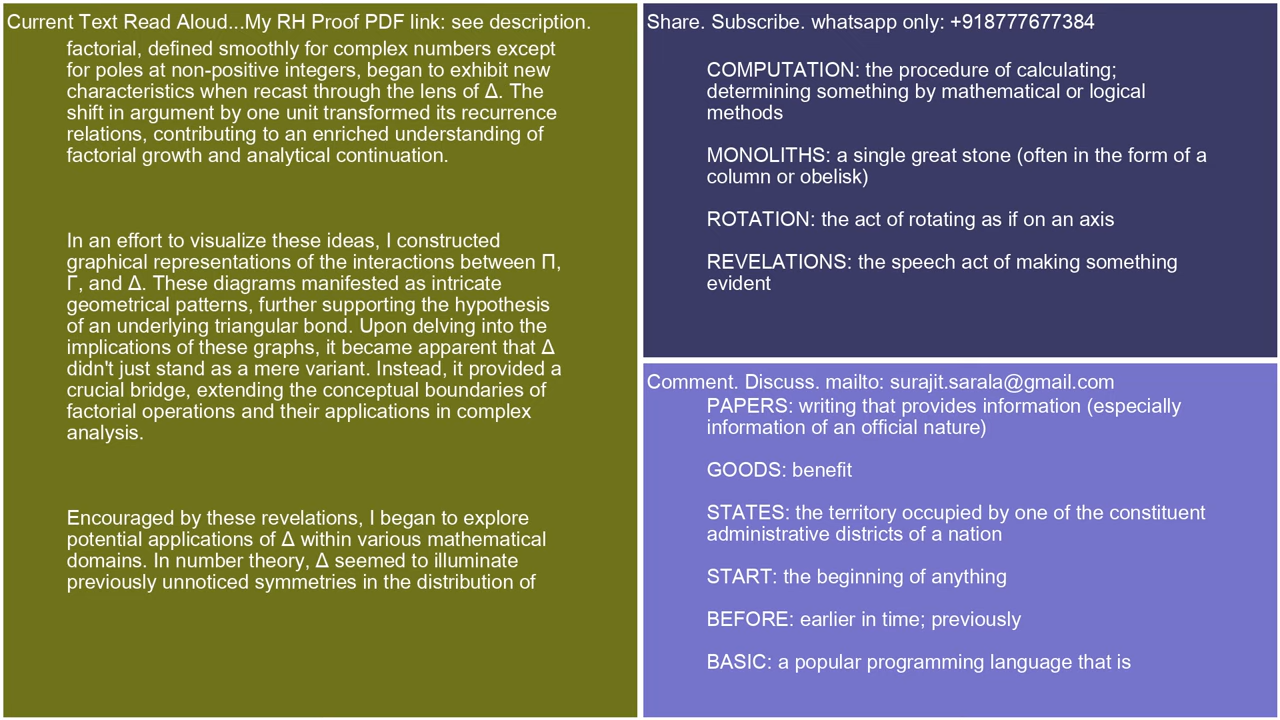 Current Text Read Aloud...My RH Proof PDF link: see description.
factorial, defined smoothly for complex numbers except
for poles at non-positive integers, began to exhibit new
characteristics when recast through the lens of Δ. The
shift in argument by one unit transformed its recurrence
relations, contributing to an enriched understanding of
factorial growth and analytical continuation.
In an effort to visualize these ideas, I constructed
graphical representations of the interactions between Π,
Γ, and Δ. These diagrams manifested as intricate
geometrical patterns, further supporting the hypothesis
of an underlying triangular bond. Upon delving into the
implications of these graphs, it became apparent that Δ
didn't just stand as a mere variant. Instead, it provided a
crucial bridge, extending the conceptual boundaries of
factorial operations and their applications in complex
analysis.
Encouraged by these revelations, I began to explore
potential applications of Δ within various mathematical
domains. In number theory, Δ seemed to illuminate
previously unnoticed symmetries in the distribution of
Share. Subscribe. whatsapp only: +918777677384
COMPUTATION: the procedure of calculating;
determining something by mathematical or logical
methods
MONOLITHS: a single great stone (often in the form of a
column or obelisk)
ROTATION: the act of rotating as if on an axis
REVELATIONS: the speech act of making something
evident
Comment. Discuss. mailto: surajit.sarala@gmail.com
PAPERS: writing that provides information (especially
information of an official nature)
GOODS: benefit
STATES: the territory occupied by one of the constituent
administrative districts of a nation
START: the beginning of anything
BEFORE: earlier in time; previously
BASIC: a popular programming language that is